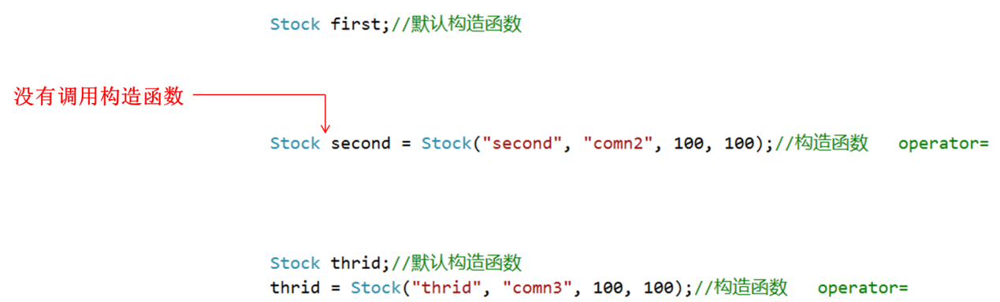 Stock first;//默认构造函数
没有调用构造函数
Stock second = Stock("second", "comn2", 100, 100);//构造函数   operator=
Stock thrid;//默认构造函数
thrid = Stock("thrid", "comn3", 100, 100);//构造函数   operator=